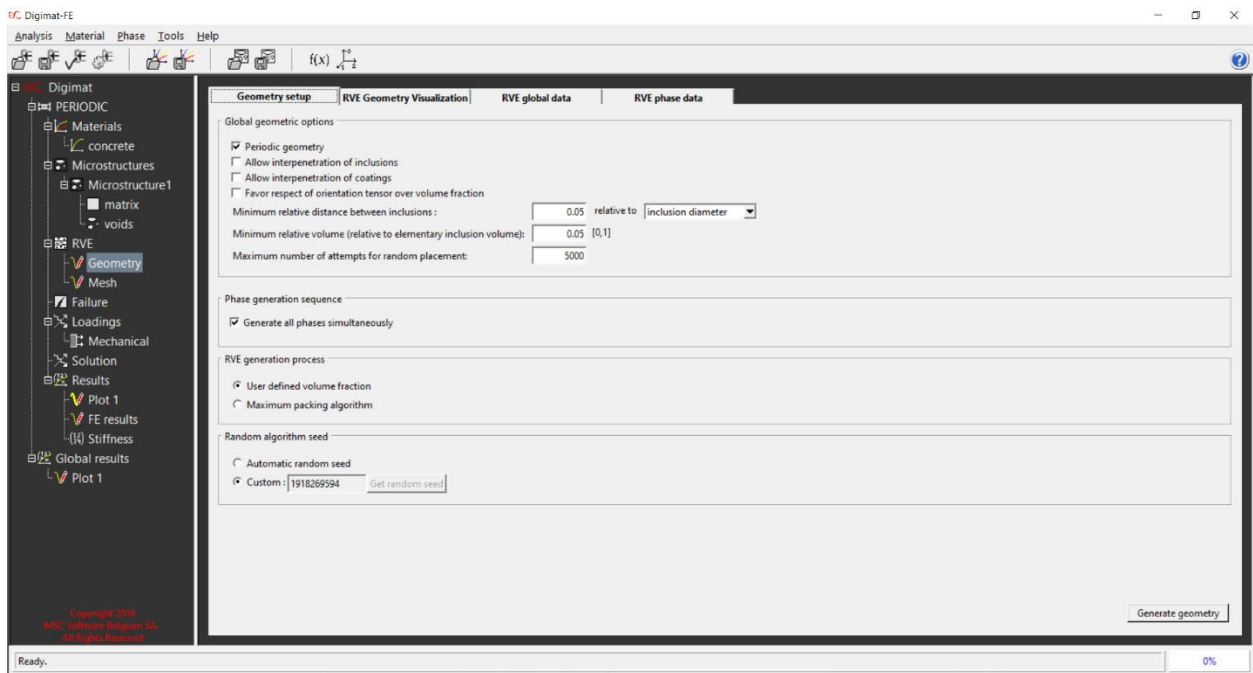 Digimat-FE
Analysis Material Phase Tools Help
f(x)
Digimat
PERIODIC
Materials
concrete
Microstructures
Microstructure1
matrix
voids
RVE
Geometry
Mesh
Failure
Loadings
Mechanical
Solution
Results
Plot 1
FE results
Stiffness
Global results
Plot 1
Copyright 2016
MSC Software Belgium SA.
All Rights Reserved
Geometry setup RVE Geometry Visualization RVE global data RVE phase data
Global geometric options
Periodic geometry
Allow interpenetration of inclusions
Allow interpenetration of coatings
Favor respect of orientation tensor over volume fraction
Minimum relative distance between inclusions : 0.05 relative to inclusion diameter
Minimum relative volume (relative to elementary inclusion volume): 0.05 [0,1]
Maximum number of attempts for random placement: 5000
Phase generation sequence
Generate all phases simultaneously
RVE generation process
User defined volume fraction
Maximum packing algorithm
Random algorithm seed
Automatic random seed
Custom : 1918269594 Get random seed
Generate geometry
Ready. 0%